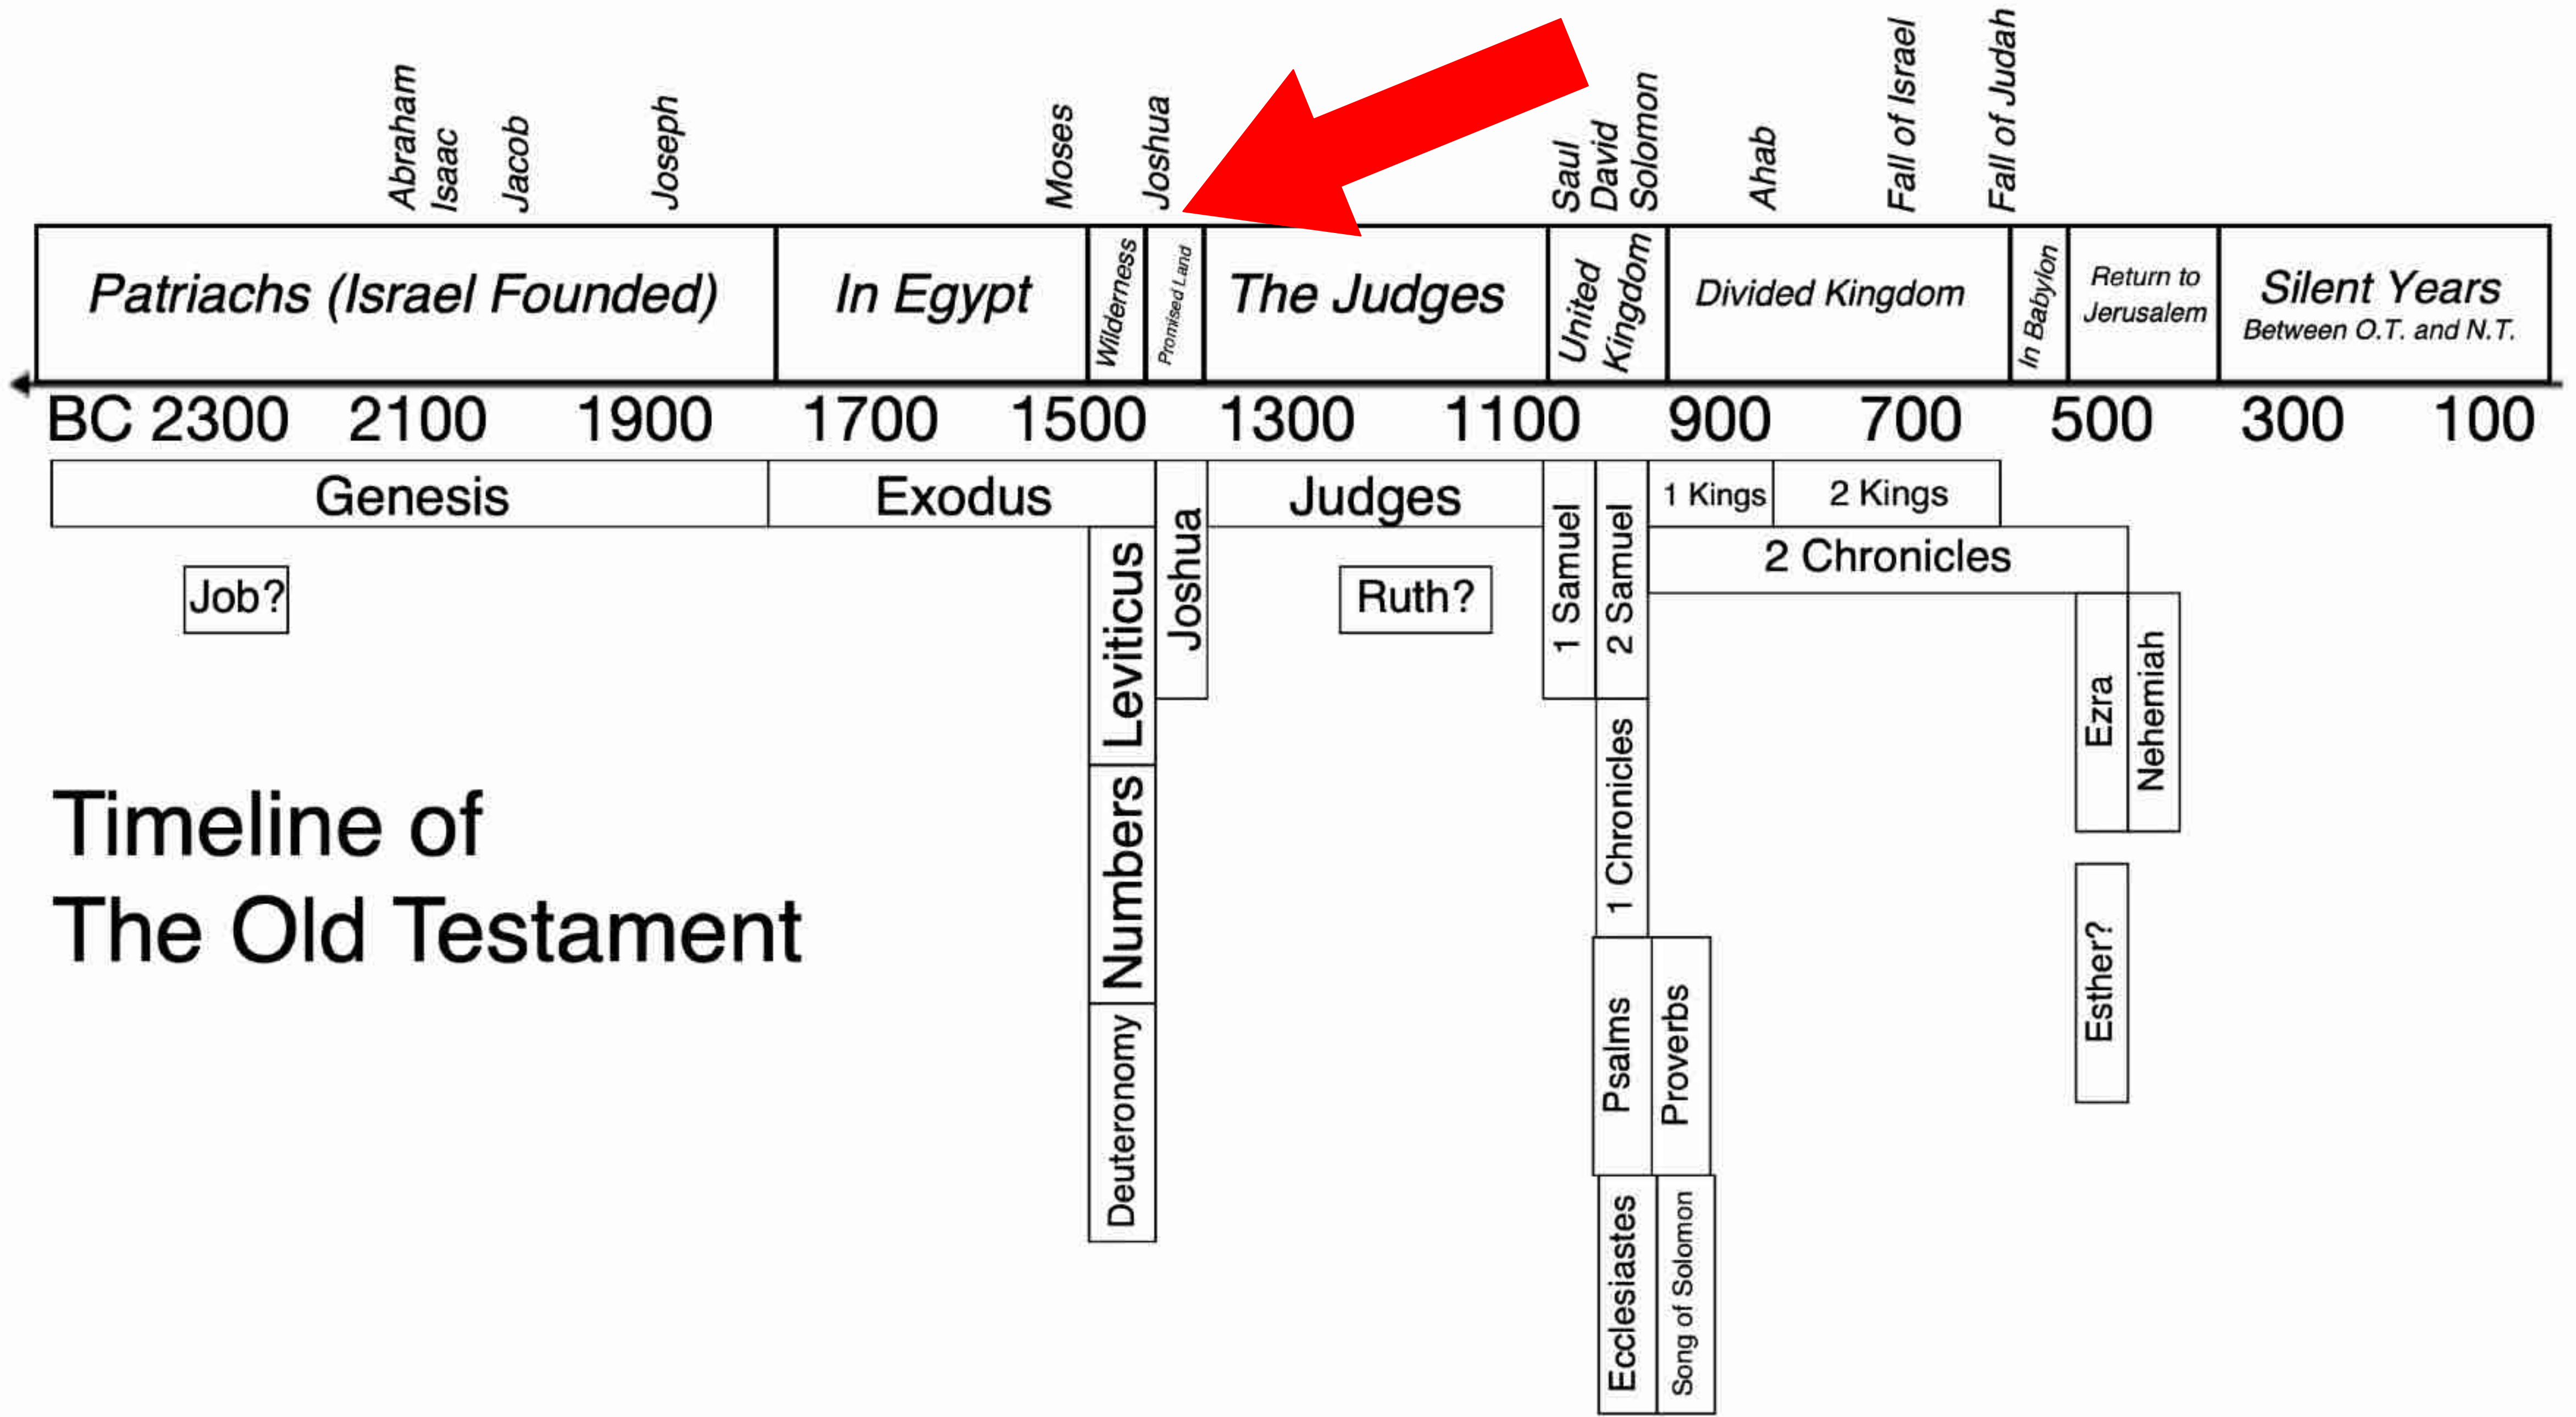 Abraham
Isaac
Jacob
Joseph
Moses
Joshua
Saul
David
Solomon
Ahab
Fall of Israel
Fall of Judah
Patriachs (Israel Founded)
In Egypt
Wilderness
Promised Land
The Judges
United
Kingdom
Divided Kingdom
In Babylon
Return to
Jerusalem
Silent Years
Between O.T. and N.T.
BC 2300 2100 1900 1700 1500 1300 1100 900 700 500 300 100
Genesis
Exodus
Joshua
Judges
1 Samuel
2 Samuel
1 Kings
2 Kings
2 Chronicles
Job?
Leviticus
Ruth?
Ezra
Nehemiah
Numbers
1 Chronicles
Timeline of
The Old Testament
Esther?
Deuteronomy
Psalms
Proverbs
Ecclesiastes
Song of Solomon